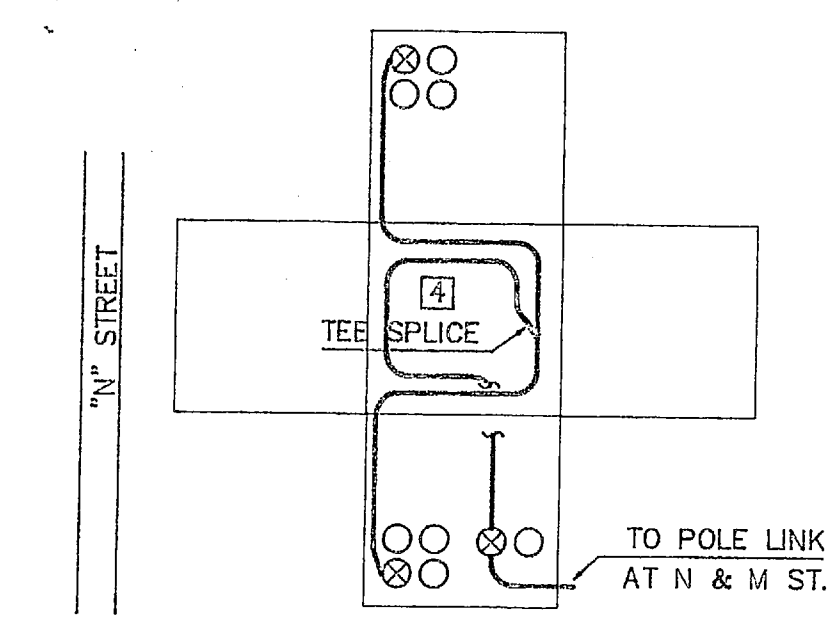 4
TEE SPLICE
"N" STREET
TO POLE LINK
AT N & M ST.